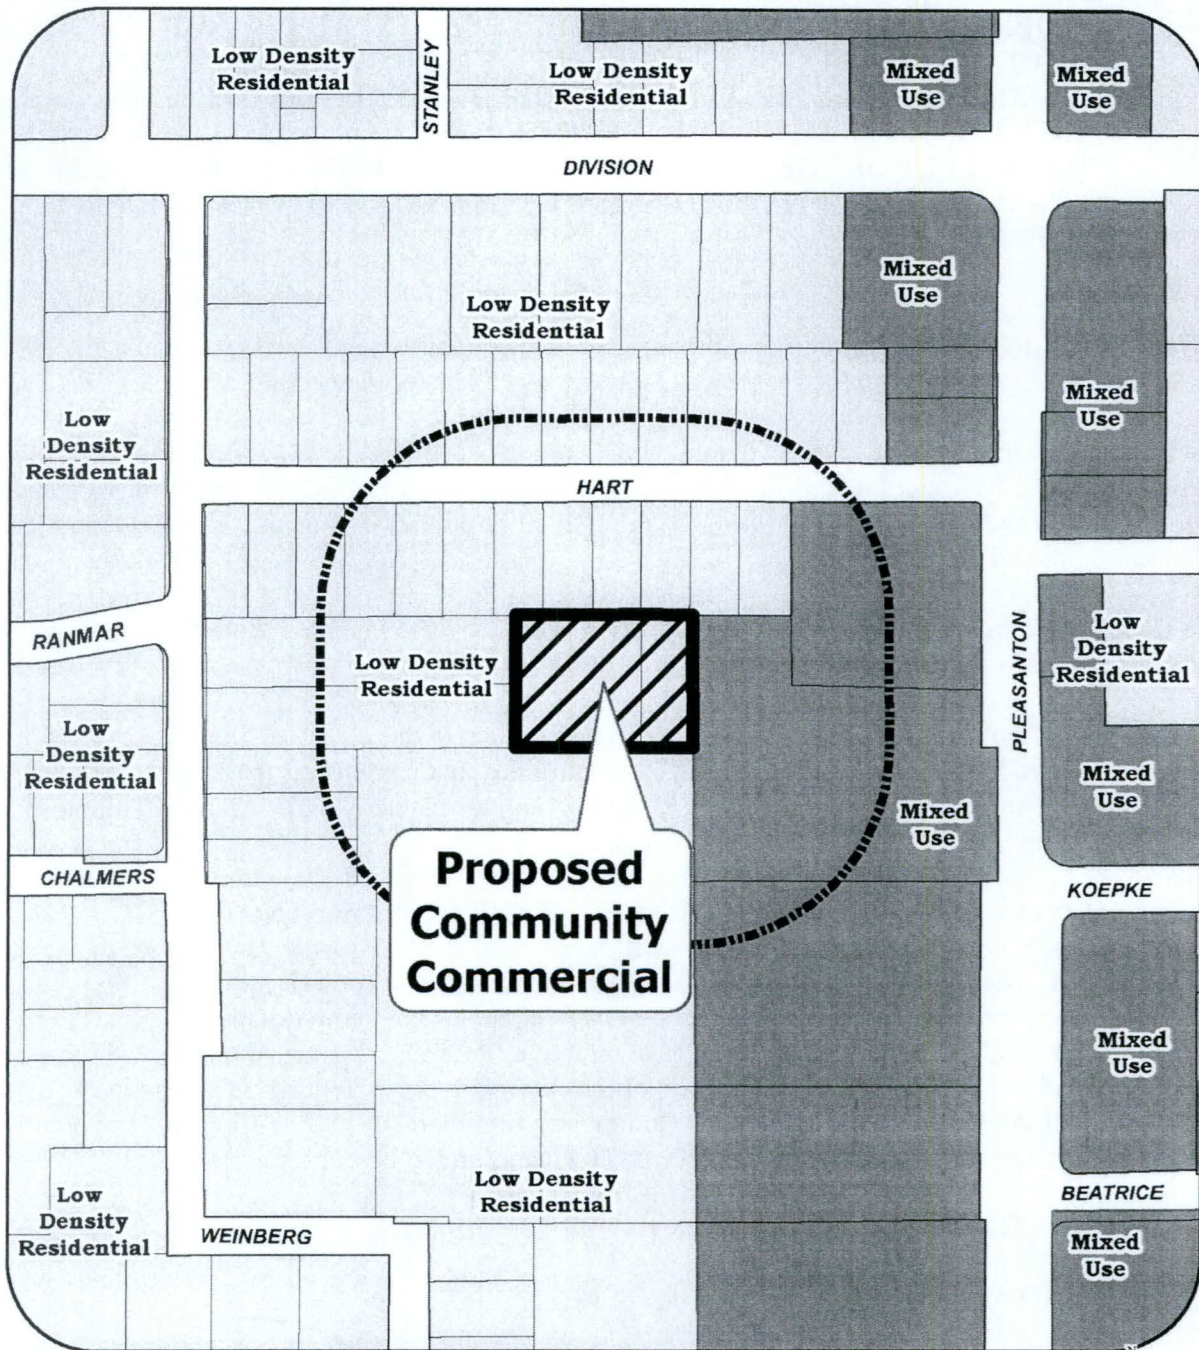 Low Density
Residential
STANLEY
Low Density
Residential
Mixed
Use
Mixed
Use
DIVISION
Mixed
Use
Low Density
Residential
Mixed
Use
Low
Density
Residential
HART
RANMAR
Low Density
Residential
PLEASANTON
Low
Density
Residential
Low
Density
Residential
Mixed
Use
Mixed
Use
CHALMERS
Proposed
Community
Commercial
KOEPKE
Mixed
Use
Low Density
Residential
BEATRICE
Low
Density
Residential
WEINBERG
Mixed
Use